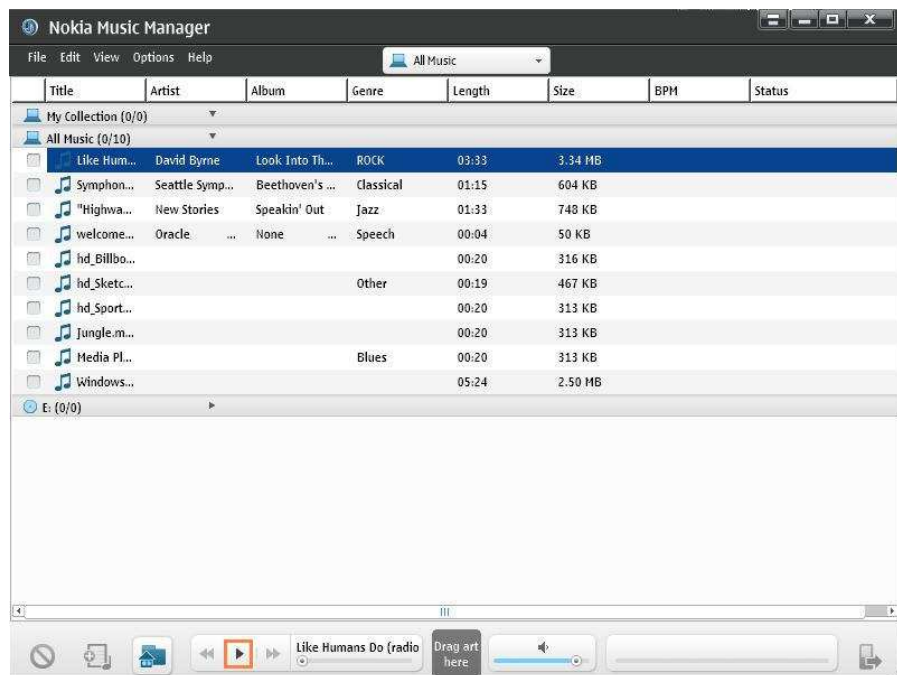 Nokia Music Manager
File Edit View Options Help
All Music
Title Artist Album Genre Length Size BPM Status
My Collection (0/0)
All Music (0/10)
Like Hum... David Byrne Look Into Th... ROCK 03:33 3.34 MB
Symphon... Seattle Symp... Beethoven's ... Classical 01:15 604 KB
"Highwa... New Stories Speakin' Out Jazz 01:33 748 KB
welcome... Oracle ... None ... Speech 00:04 50 KB
hd_Billbo... 00:20 316 KB
hd_Sketc... Other 00:19 467 KB
hd_Sport... 00:20 313 KB
Jungle.m... 00:20 313 KB
Media Pl... Blues 00:20 313 KB
Windows... 05:24 2.50 MB
E: (0/0)
Like Humans Do (radio
Drag art
here